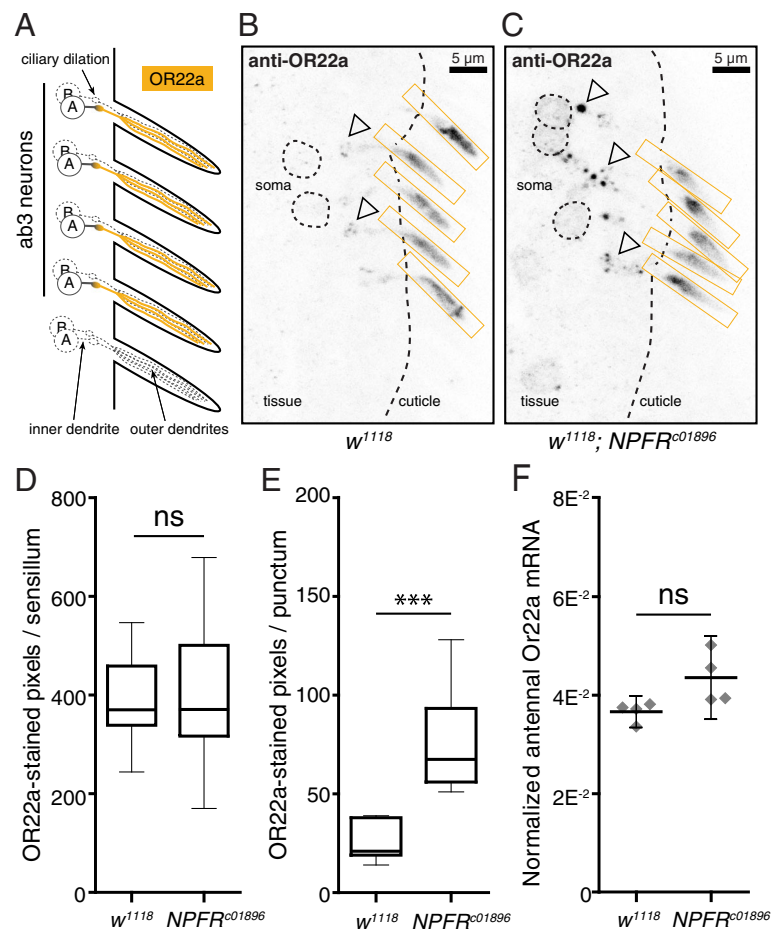 A
ciliary dilation
OR22a
B
A
B
A
B
A
B
A
B
A
ab3 neurons
inner dendrite
outer dendrites
B
anti-OR22a
5 µm
soma
tissue
cuticle
w1118
C
anti-OR22a
5 µm
soma
tissue
cuticle
w1118; NPFRc01896
D
OR22a-stained pixels / sensillum
800
600
400
200
0
ns
w1118 NPFRc01896
E
OR22a-stained pixels / punctum
200
150
100
50
0
***
w1118 NPFRc01896
F
Normalized antennal Or22a mRNA
8E-2
6E-2
4E-2
2E-2
0
ns
w1118 NPFRc01896